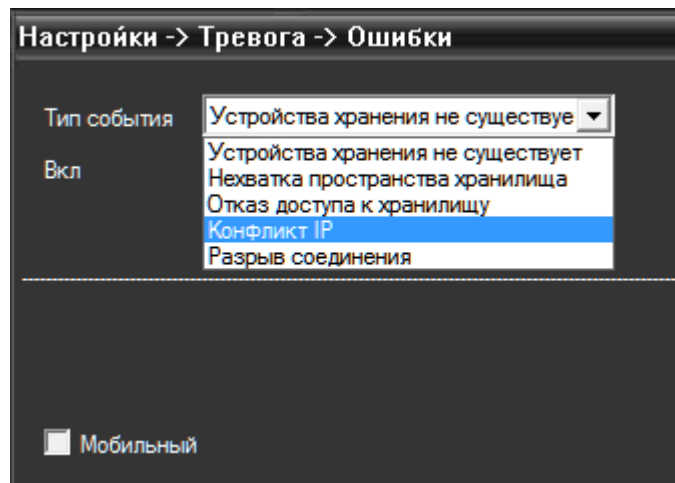 Настройки -> Тревога -> Ошибки
Тип события
Устройства хранения не существуе
Вкл
Устройства хранения не существует
Нехватка пространства хранилища
Отказ доступа к хранилищу
Конфликт IP
Разрыв соединения
Мобильный